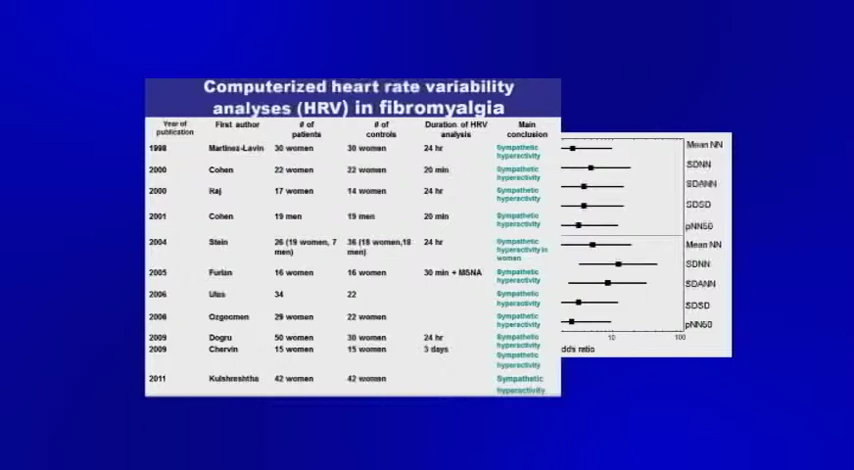 Computerized heart rate variability
analyses (HRV) in fibromyalgia
Year of publication First author # of patients # of controls Duration of HRV analysis Main conclusion
1998 Martinez-Lavin 30 women 30 women 24 hr Sympathetic hyperactivity
2000 Cohen 22 women 22 women 20 min Sympathetic hyperactivity
2000 Raj 17 women 14 women 24 hr Sympathetic hyperactivity
2001 Cohen 19 men 19 men 20 min Sympathetic hyperactivity
2004 Stein 26 (19 women, 7 men) 36 (18 women,18 men) 24 hr Sympathetic hyperactivity in women
2005 Furlan 16 women 16 women 30 min + MSNA Sympathetic hyperactivity
2006 Ulus 34 22 Sympathetic hyperactivity
2008 Ozgocmen 29 women 22 women Sympathetic hyperactivity
2009 Dogru 50 women 30 women 24 hr Sympathetic hyperactivity
2009 Chervin 15 women 15 women 3 days Sympathetic hyperactivity
2011 Kulshreshtha 42 women 42 women Sympathetic hyperactivity
Mean NN
SDNN
SDANN
SDSD
pNN50
Mean NN
SDNN
SDANN
SDSD
pNN50
10 100
dds ratio